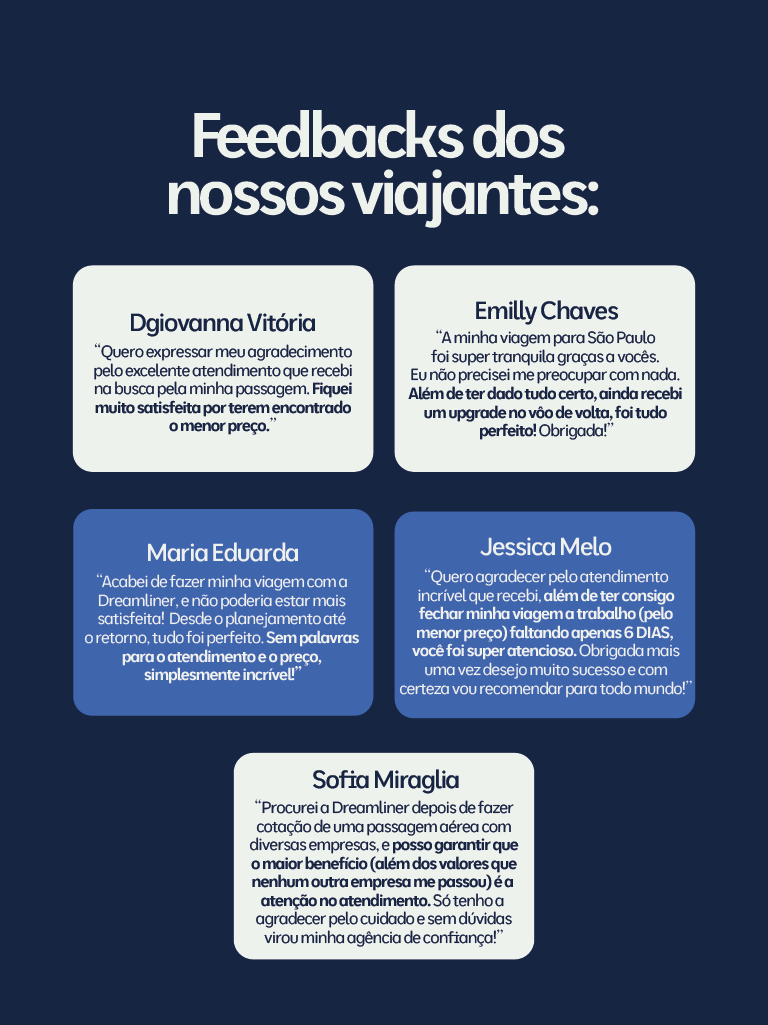 Feedbacks dos
nossos viajantes:
Dgiovanna Vitória
“Quero expressar meu agradecimento
pelo excelente atendimento que recebi
na busca pela minha passagem. Fiquei
muito satisfeita por terem encontrado
o menor preço.”
Emilly Chaves
“A minha viagem para São Paulo
foi super tranquila graças a vocês.
Eu não precisei me preocupar com nada.
Além de ter dado tudo certo, ainda recebi
um upgrade no vôo de volta, foi tudo
perfeito! Obrigada!”
Maria Eduarda
“Acabei de fazer minha viagem com a
Dreamliner, e não poderia estar mais
satisfeita! Desde o planejamento até
o retorno, tudo foi perfeito. Sem palavras
para o atendimento e o preço,
simplesmente incrível!”
Jessica Melo
“Quero agradecer pelo atendimento
incrível que recebi, além de ter consigo
fechar minha viagem a trabalho (pelo
menor preço) faltando apenas 6 DIAS,
você foi super atencioso. Obrigada mais
uma vez desejo muito sucesso e com
certeza vou recomendar para todo mundo!”
Sofia Miraglia
“Procurei a Dreamliner depois de fazer
cotação de uma passagem aérea com
diversas empresas, e posso garantir que
o maior benefício (além dos valores que
nenhum outra empresa me passou) é a
atenção no atendimento. Só tenho a
agradecer pelo cuidado e sem dúvidas
virou minha agência de confiança!”